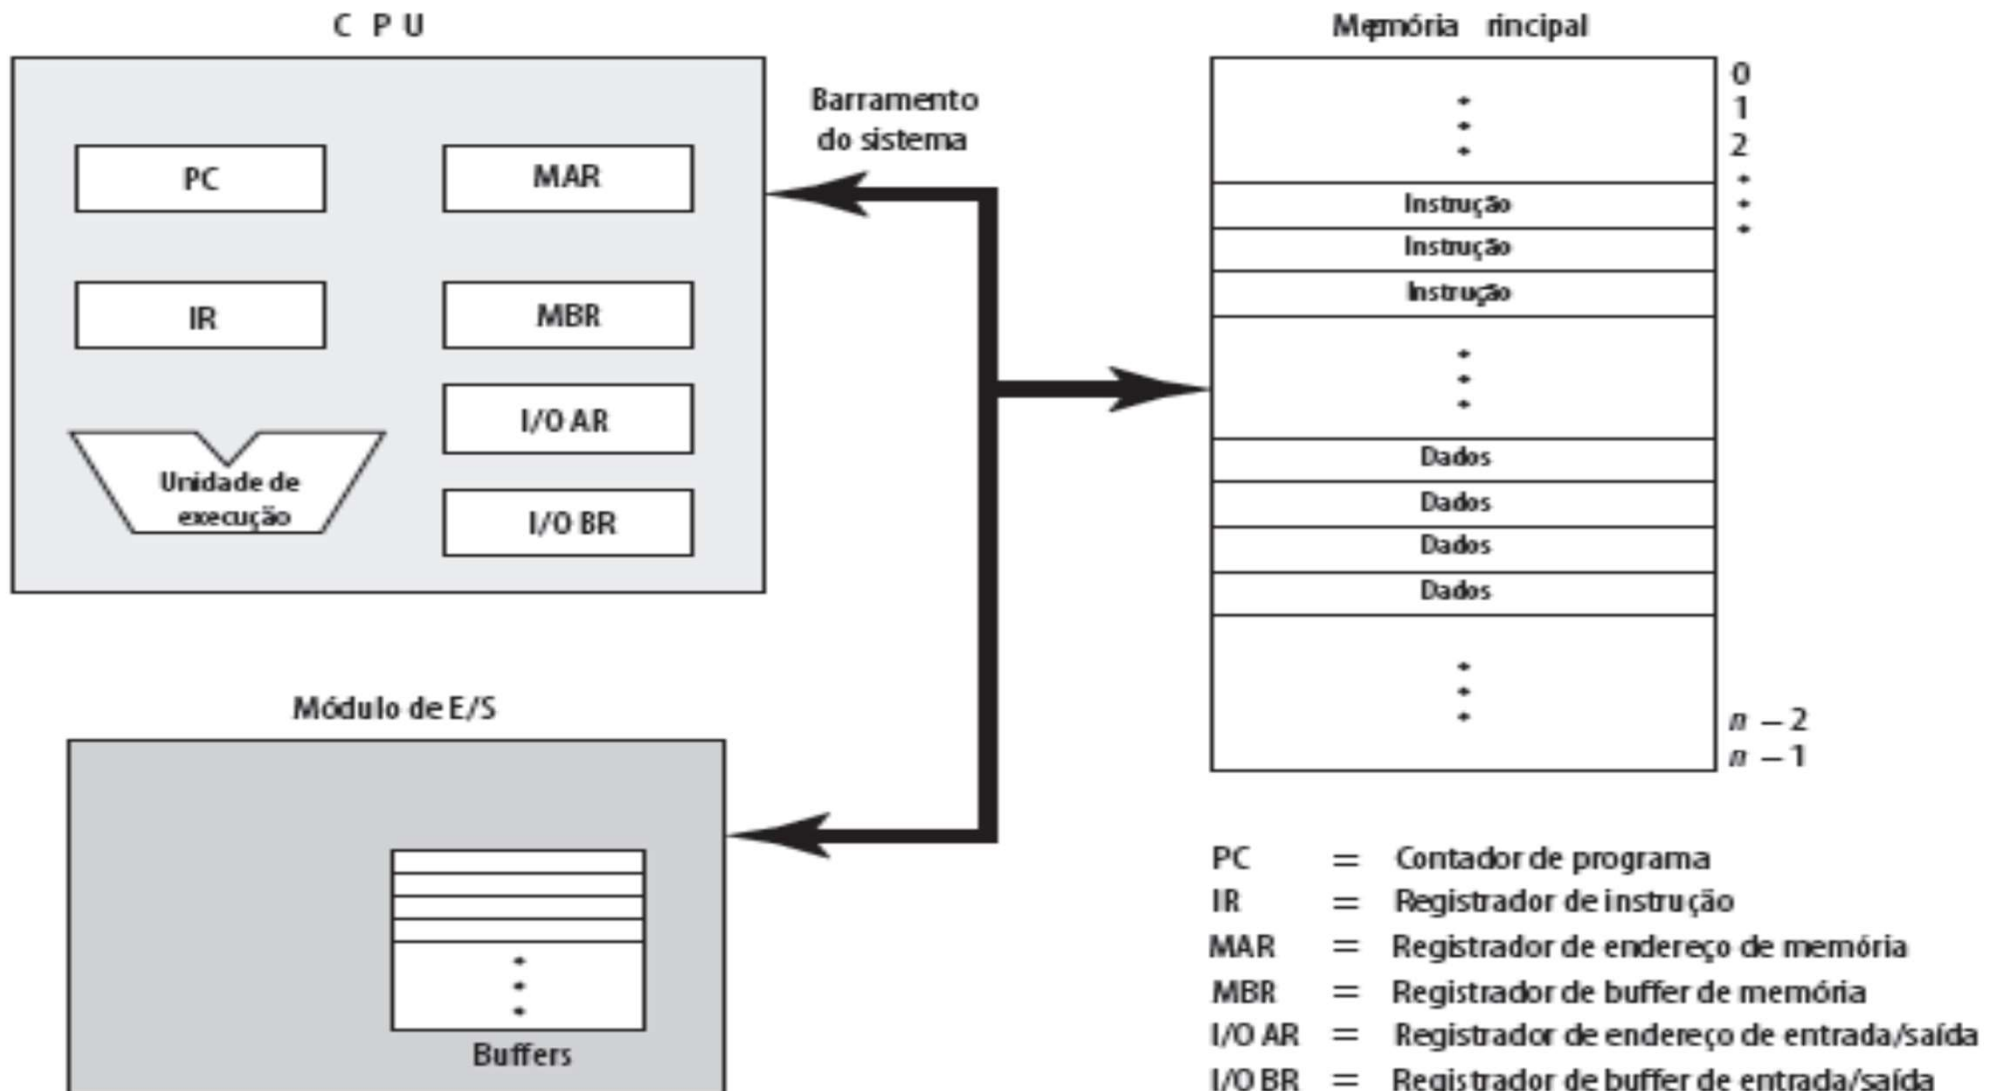 C P U
PC
MAR
IR
MBR
I/O AR
Unidade de
execução
I/O BR
Barramento
do sistema
Memória rincipal
0
1
2
Instrução
Instrução
Instrução
Dados
Dados
Dados
Dados
n – 2
n – 1
Módulo de E/S
Buffers
PC = Contador de programa
IR = Registrador de instrução
MAR = Registrador de endereço de memória
MBR = Registrador de buffer de memória
I/O AR = Registrador de endereço de entrada/saída
I/O BR = Registrador de buffer de entrada/saída